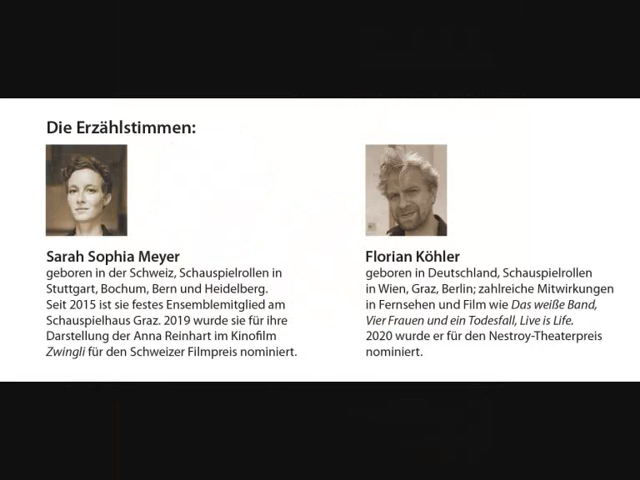 Die Erzählstimmen:
Sarah Sophia Meyer
geboren in der Schweiz, Schauspielrollen in
Stuttgart, Bochum, Bern und Heidelberg.
Seit 2015 ist sie festes Ensemblemitglied am
Schauspielhaus Graz. 2019 wurde sie für ihre
Darstellung der Anna Reinhart im Kinofilm
Zwingli für den Schweizer Filmpreis nominiert.
Florian Köhler
geboren in Deutschland, Schauspielrollen
in Wien, Graz, Berlin; zahlreiche Mitwirkungen
in Fernsehen und Film wie Das weiße Band,
Vier Frauen und ein Todesfall, Live is Life.
2020 wurde er für den Nestroy-Theaterpreis
nominiert.